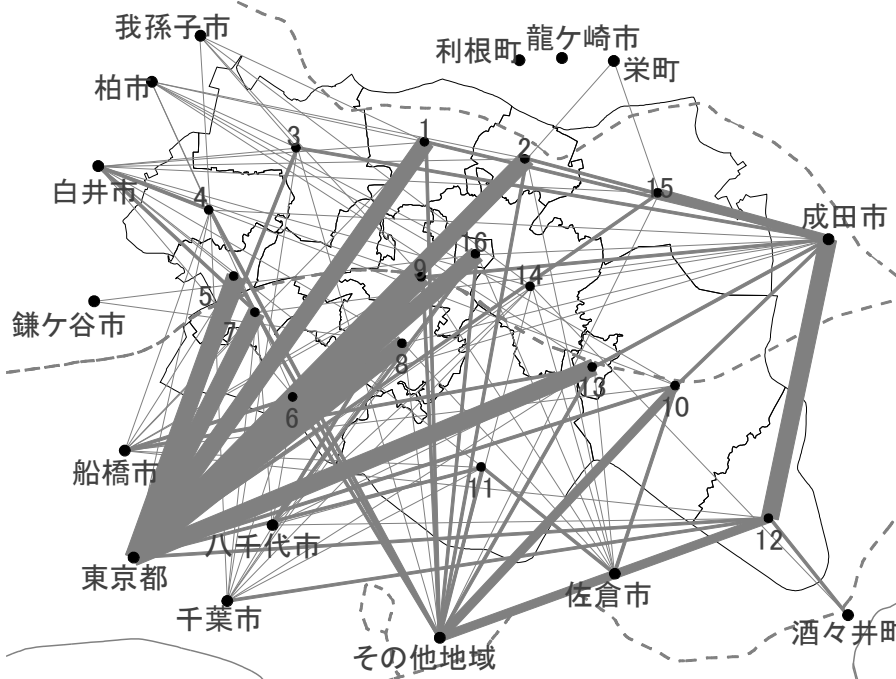 我孫子市
利根町
龍ケ崎市
栄町
柏市
1
2
3
白井市
15
4
成田市
16
9
14
5
鎌ケ谷市
7
8
13
6
10
船橋市
11
八千代市
12
東京都
佐倉市
千葉市
酒々井町
その他地域